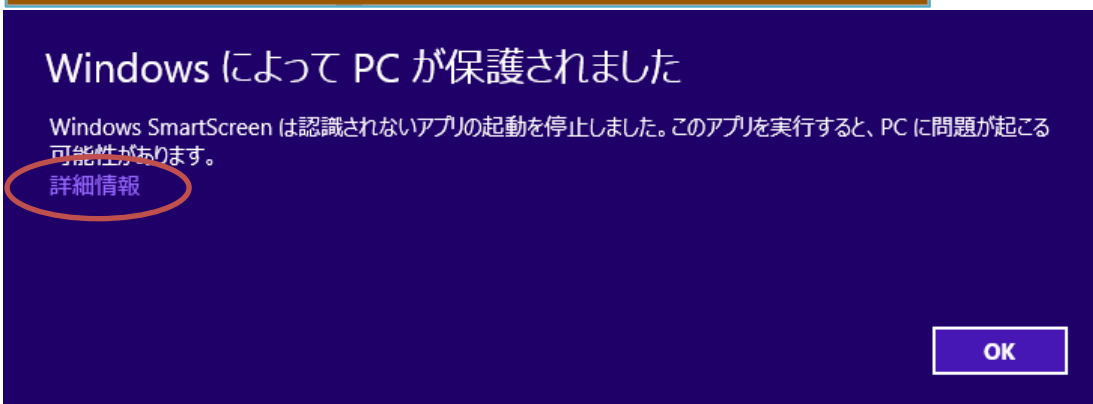 Windows によって PC が保護されました
Windows SmartScreen は認識されないアプリの起動を停止しました。このアプリを実行すると、PC に問題が起こる
可能性があります。
詳細情報
OK